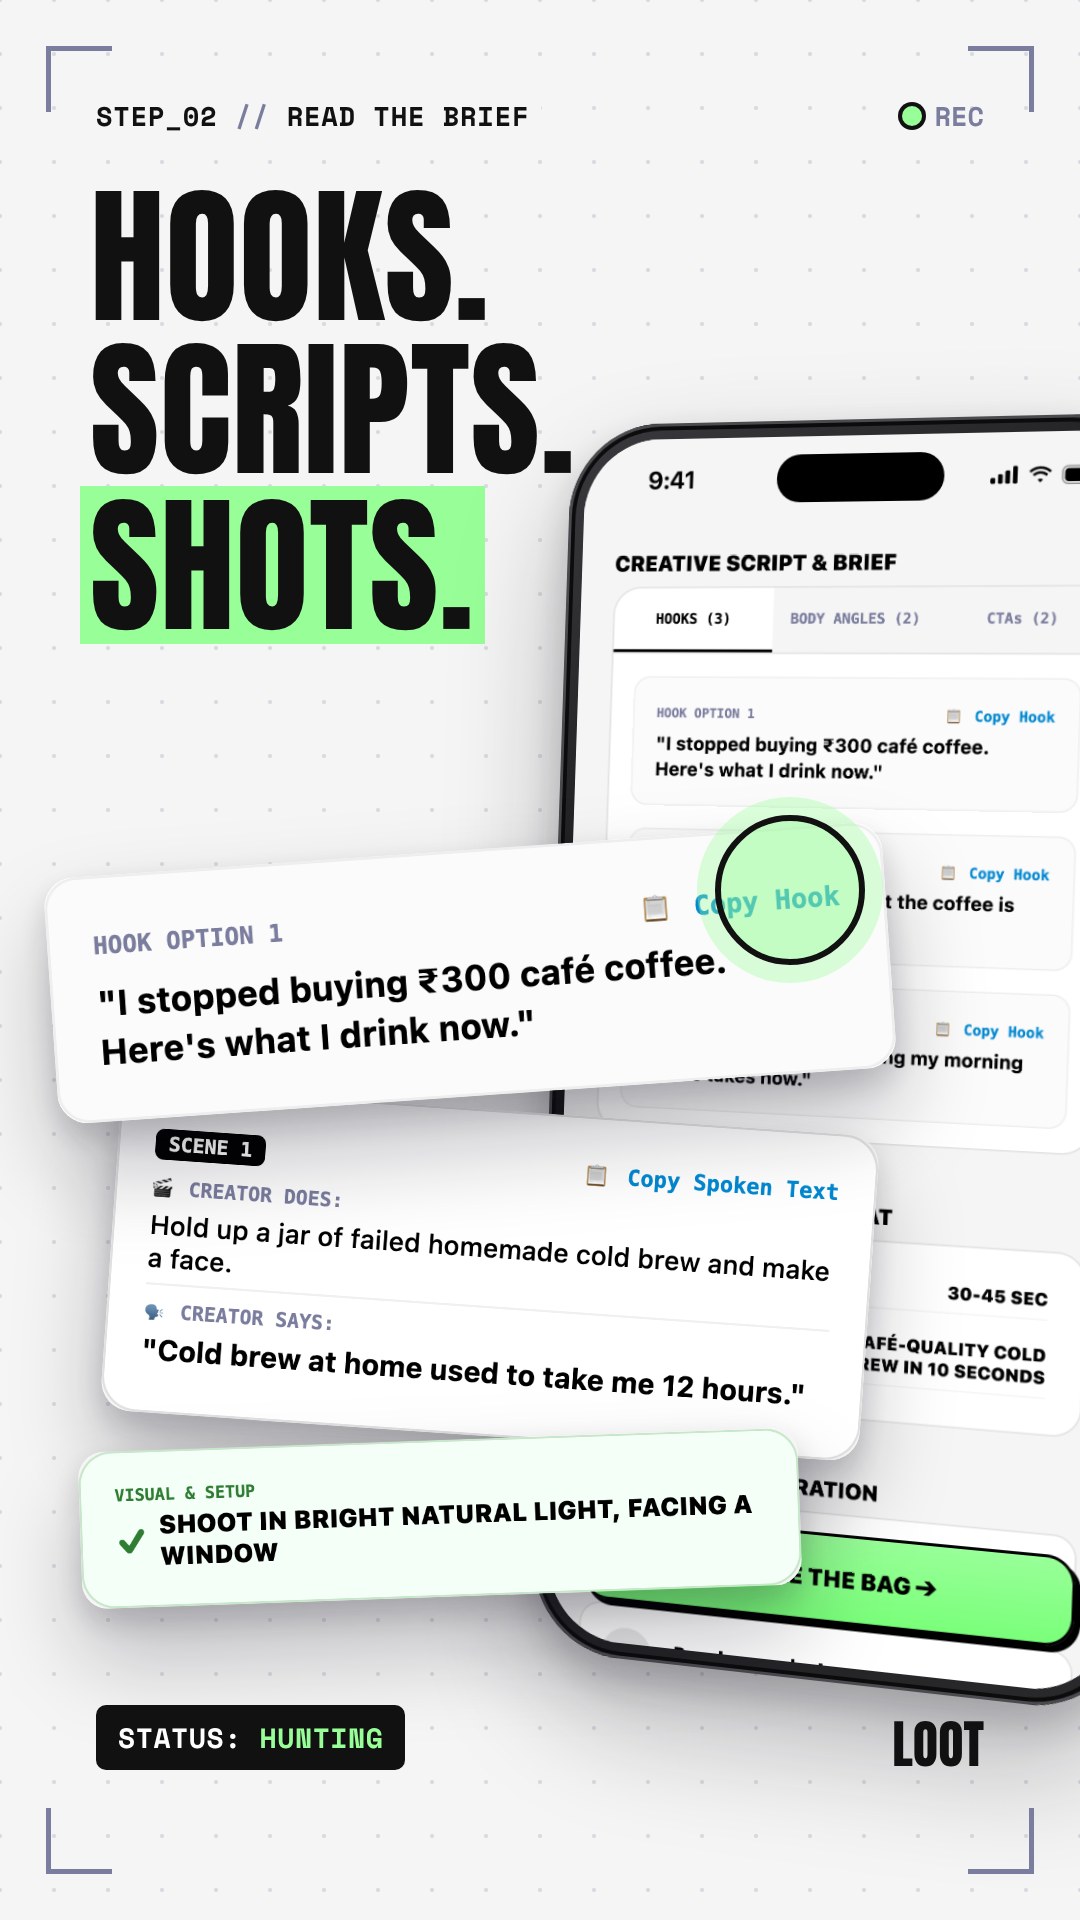 STEP_02 // READ THE BRIEF
REC
HOOKS.
SCRIPTS.
SHOTS.
9:41
CREATIVE SCRIPT & BRIEF
HOOKS (3)
BODY ANGLES (2)
CTAs (2)
HOOK OPTION 1
📋 Copy Hook
"I stopped buying ₹300 café coffee.
Here's what I drink now."
📋 Copy Hook
the coffee is
📋 Copy Hook
my morning
now."
HOOK OPTION 1
📋 Copy Hook
"I stopped buying ₹300 café coffee.
Here's what I drink now."
SCENE 1
📋 Copy Spoken Text
🎬 CREATOR DOES:
Hold up a jar of failed homemade cold brew and make
a face.
🗣️ CREATOR SAYS:
"Cold brew at home used to take me 12 hours."
30-45 SEC
COLD
IN 10 SECONDS
VISUAL & SETUP
SHOOT IN BRIGHT NATURAL LIGHT, FACING A
WINDOW
THE BAG →
STATUS: HUNTING
LOOT